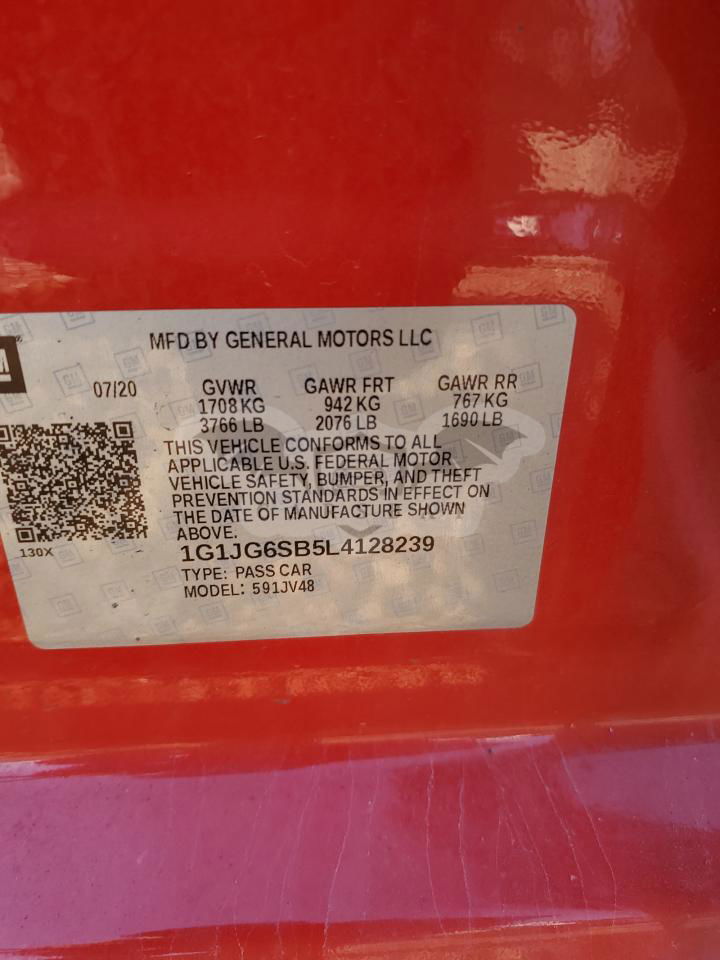 MFD BY GENERAL MOTORS LLC
07/20 GVWR GAWR FRT GAWR RR
1708 KG 942 KG 767 KG
3766 LB 2076 LB 1690 LB
THIS VEHICLE CONFORMS TO ALL
APPLICABLE U.S. FEDERAL MOTOR
VEHICLE SAFETY, BUMPER, AND THEFT
PREVENTION STANDARDS IN EFFECT ON
THE DATE OF MANUFACTURE SHOWN
ABOVE.
130X
1G1JG6SB5L4128239
TYPE: PASS CAR
MODEL: 591JV48